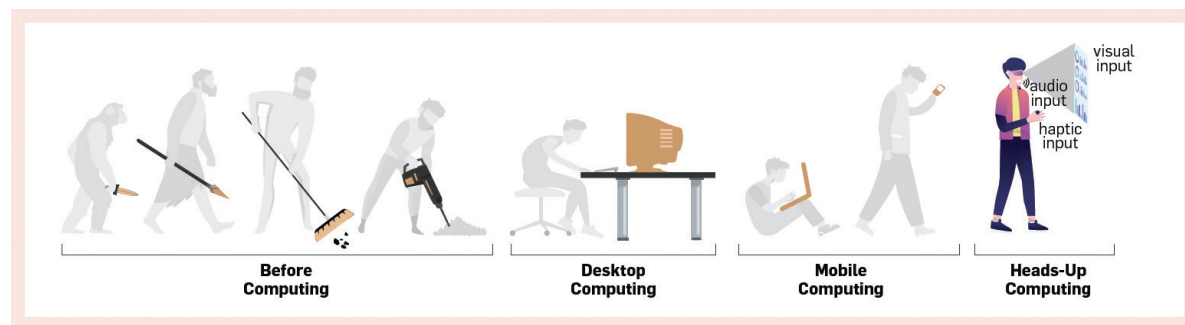 visual
input
audio
input
haptic
input
Before
Computing
Desktop
Computing
Mobile
Computing
Heads-Up
Computing